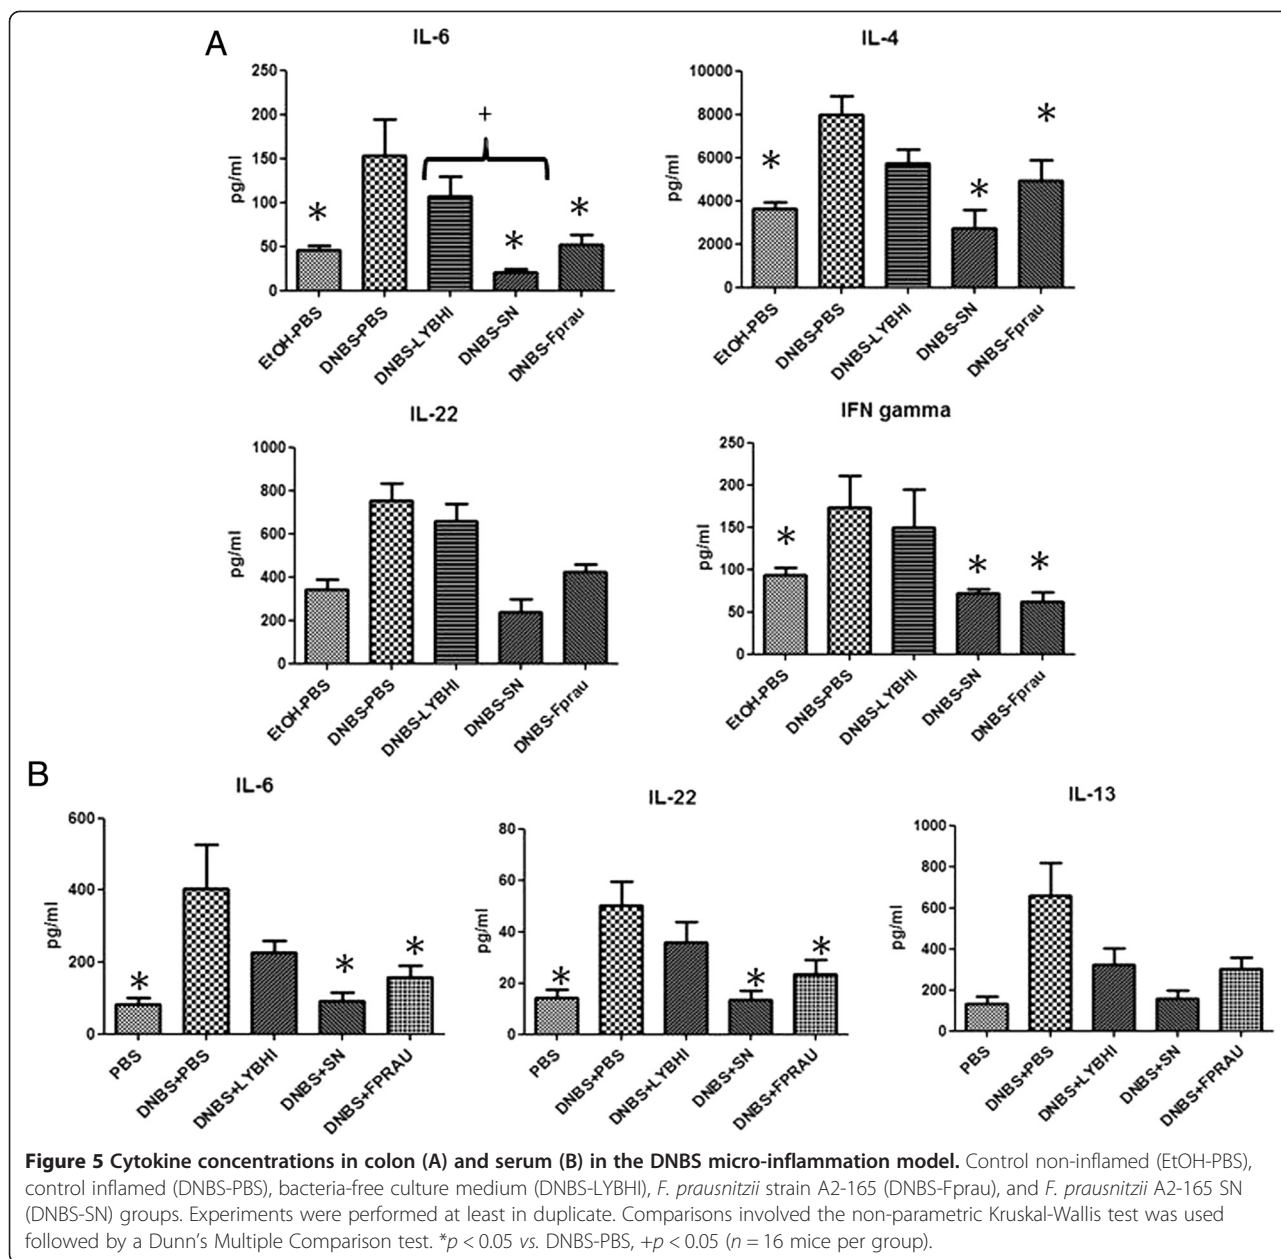 A
IL-6
250
200
150
100
50
0
pg/ml
+
*
*
*
EtOH-PBS
DNBS-PBS
DNBS-LYBHI
DNBS-SN
DNBS-Fprau
IL-4
10000
8000
6000
4000
2000
0
pg/ml
*
*
*
EtOH-PBS
DNBS-PBS
DNBS-LYBHI
DNBS-SN
DNBS-Fprau
IL-22
1000
800
600
400
200
0
pg/ml
EtOH-PBS
DNBS-PBS
DNBS-LYBHI
DNBS-SN
DNBS-Fprau
IFN gamma
250
200
150
100
50
0
pg/ml
*
*
*
EtOH-PBS
DNBS-PBS
DNBS-LYBHI
DNBS-SN
DNBS-Fprau
B
IL-6
600
400
200
0
pg/ml
*
*
*
PBS
DNBS+PBS
DNBS+LYBHI
DNBS+SN
DNBS+FPRAU
IL-22
80
60
40
20
0
pg/ml
*
*
*
PBS
DNBS+PBS
DNBS+LYBHI
DNBS+SN
DNBS+FPRAU
IL-13
1000
800
600
400
200
0
pg/ml
PBS
DNBS+PBS
DNBS+LYBHI
DNBS+SN
DNBS+FPRAU
Figure 5 Cytokine concentrations in colon (A) and serum (B) in the DNBS micro-inflammation model. Control non-inflamed (EtOH-PBS),
control inflamed (DNBS-PBS), bacteria-free culture medium (DNBS-LYBHI), F. prausnitzii strain A2-165 (DNBS-Fprau), and F. prausnitzii A2-165 SN
(DNBS-SN) groups. Experiments were performed at least in duplicate. Comparisons involved the non-parametric Kruskal-Wallis test was used
followed by a Dunn's Multiple Comparison test. *p < 0.05 vs. DNBS-PBS, +p < 0.05 (n = 16 mice per group).